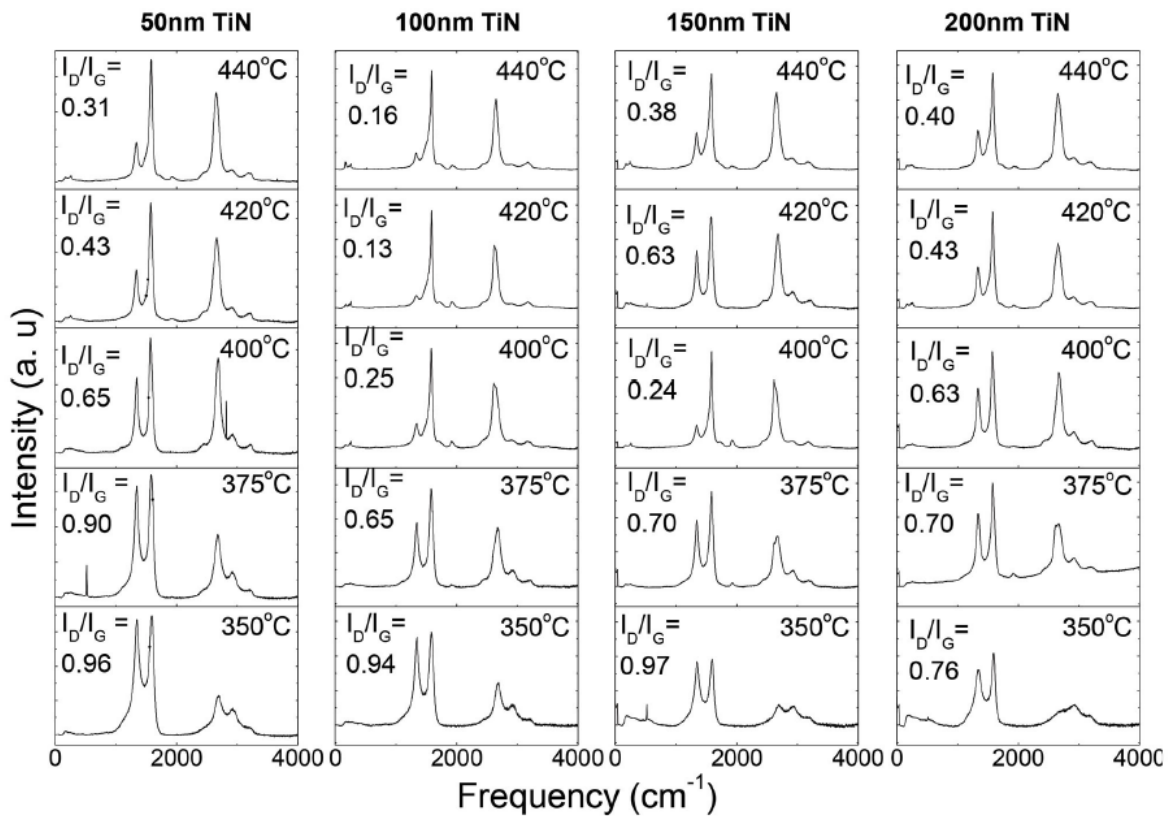 50nm TiN 100nm TiN 150nm TiN 200nm TiN
I_D/I_G= 440°C I_D/I_G= 440°C I_D/I_G= 440°C I_D/I_G= 440°C
0.31 0.16 0.38 0.40
I_D/I_G= 420°C I_D/I_G= 420°C I_D/I_G= 420°C I_D/I_G= 420°C
0.43 0.13 0.63 0.43
I_D/I_G= 400°C I_D/I_G= 400°C I_D/I_G= 400°C I_D/I_G= 400°C
0.65 0.25 0.24 0.63
I_D/I_G= 375°C I_D/I_G= 375°C I_D/I_G= 375°C I_D/I_G= 375°C
0.90 0.65 0.70 0.70
I_D/I_G= 350°C I_D/I_G= 350°C I_D/I_G= 350°C I_D/I_G= 350°C
0.96 0.94 0.97 0.76
0 2000 4000 0 2000 4000 0 2000 4000 0 2000 4000
Intensity (a. u)
Frequency (cm⁻¹)